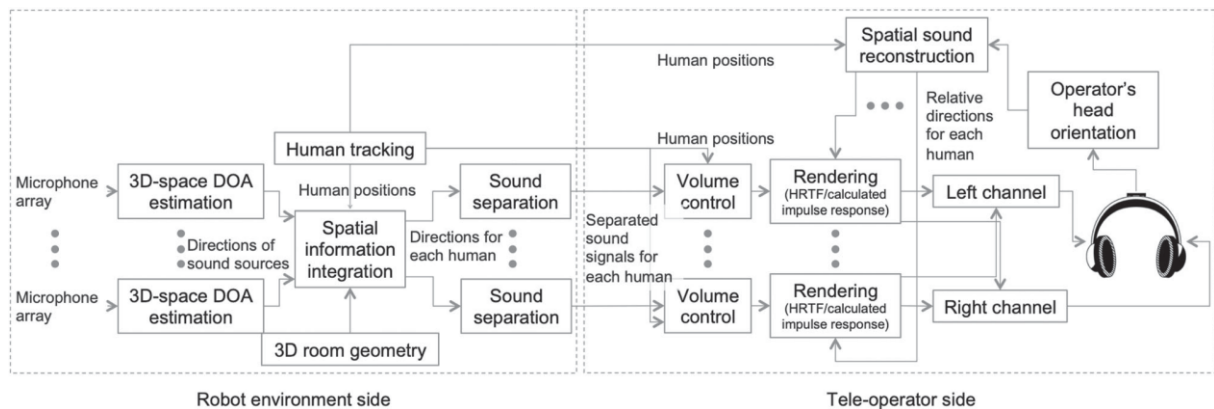 Spatial sound
reconstruction
Human positions
Operator's
head
orientation
Relative
directions
for each
human
Human tracking
Human positions
Microphone
array
3D-space DOA
estimation
Human positions
Sound
separation
Volume
control
Rendering
(HRTF/calculated
impulse response)
Left channel
Directions of
sound sources
Spatial
information
integration
Directions for
each human
Separated
sound
signals for
each human
Microphone
array
3D-space DOA
estimation
Sound
separation
Volume
control
Rendering
(HRTF/calculated
impulse response)
Right channel
3D room geometry
Robot environment side
Tele-operator side